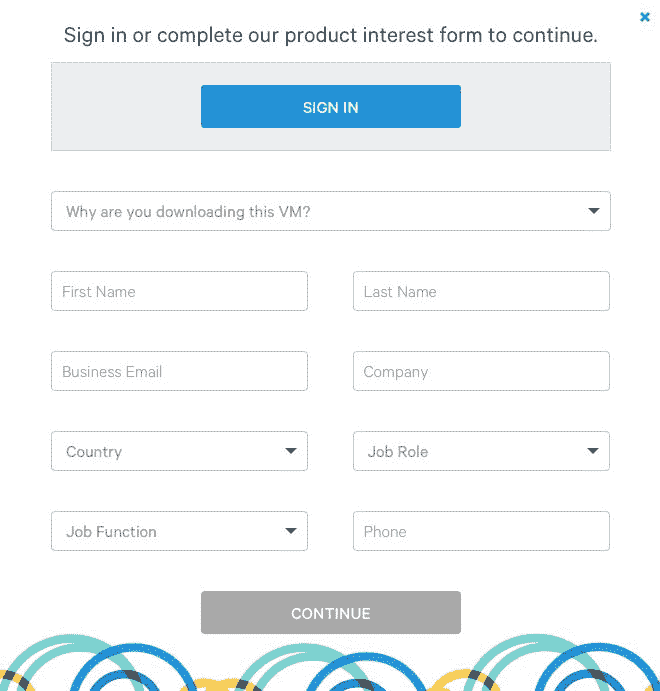 Sign in or complete our product interest form to continue.
SIGN IN
Why are you downloading this VM?
First Name
Last Name
Business Email
Company
Country
Job Role
Job Function
Phone
CONTINUE